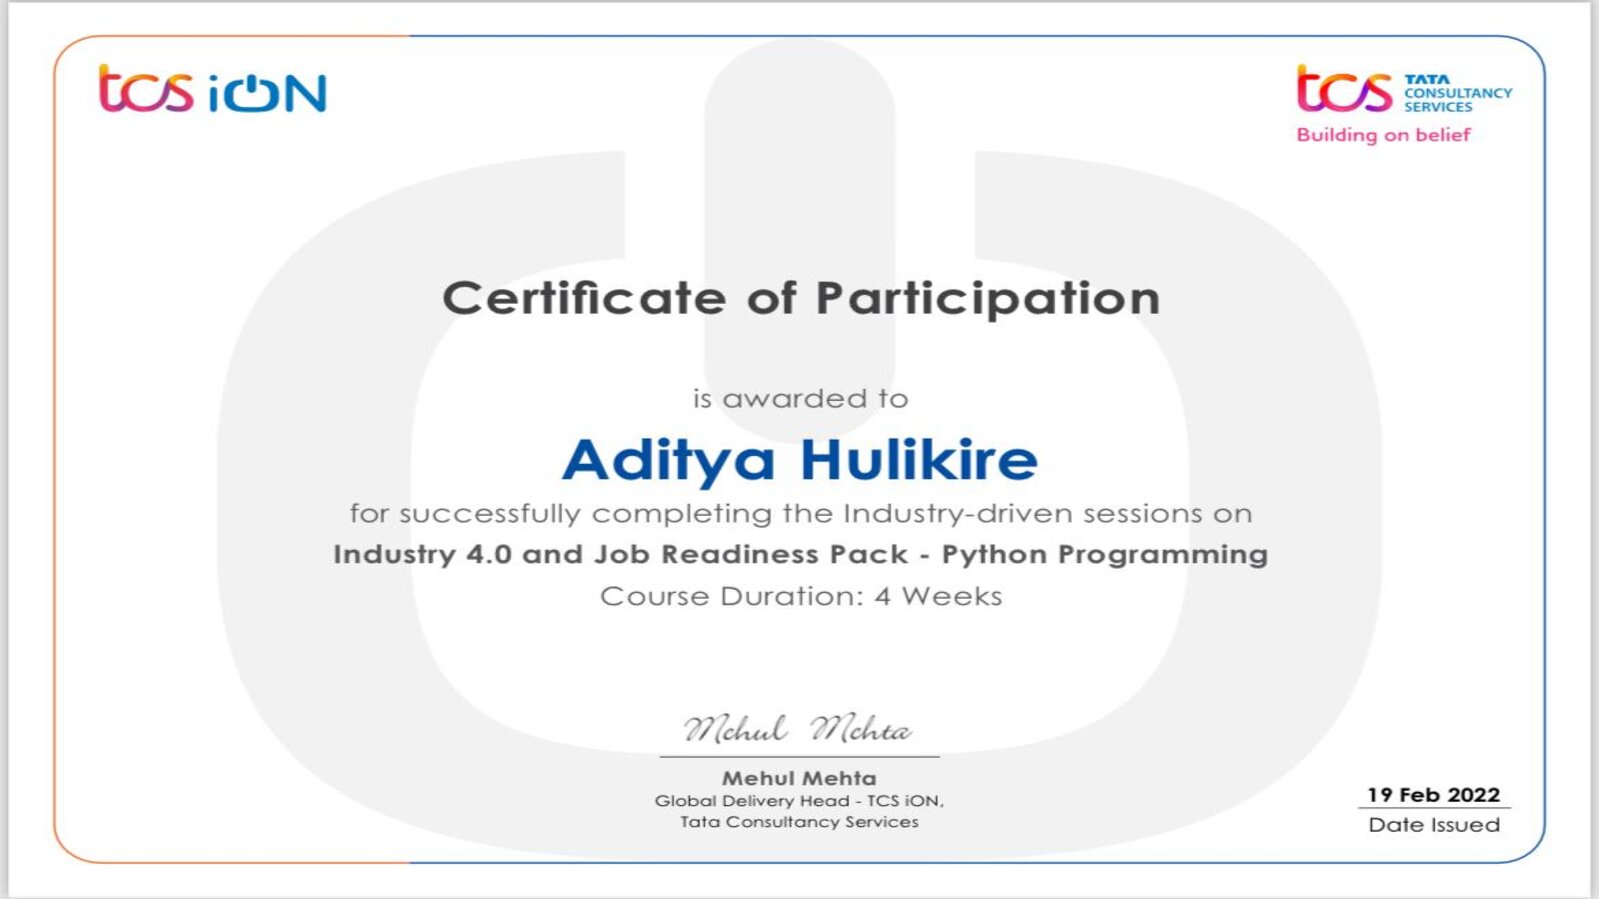 tcs iON
tcs TATA
CONSULTANCY
SERVICES
Building on belief
Certificate of Participation
is awarded to
Aditya Hulikire
for successfully completing the Industry-driven sessions on
Industry 4.0 and Job Readiness Pack - Python Programming
Course Duration: 4 Weeks
Mehul Mehta
Mehul Mehta
Global Delivery Head - TCS iON,
Tata Consultancy Services
19 Feb 2022
Date Issued